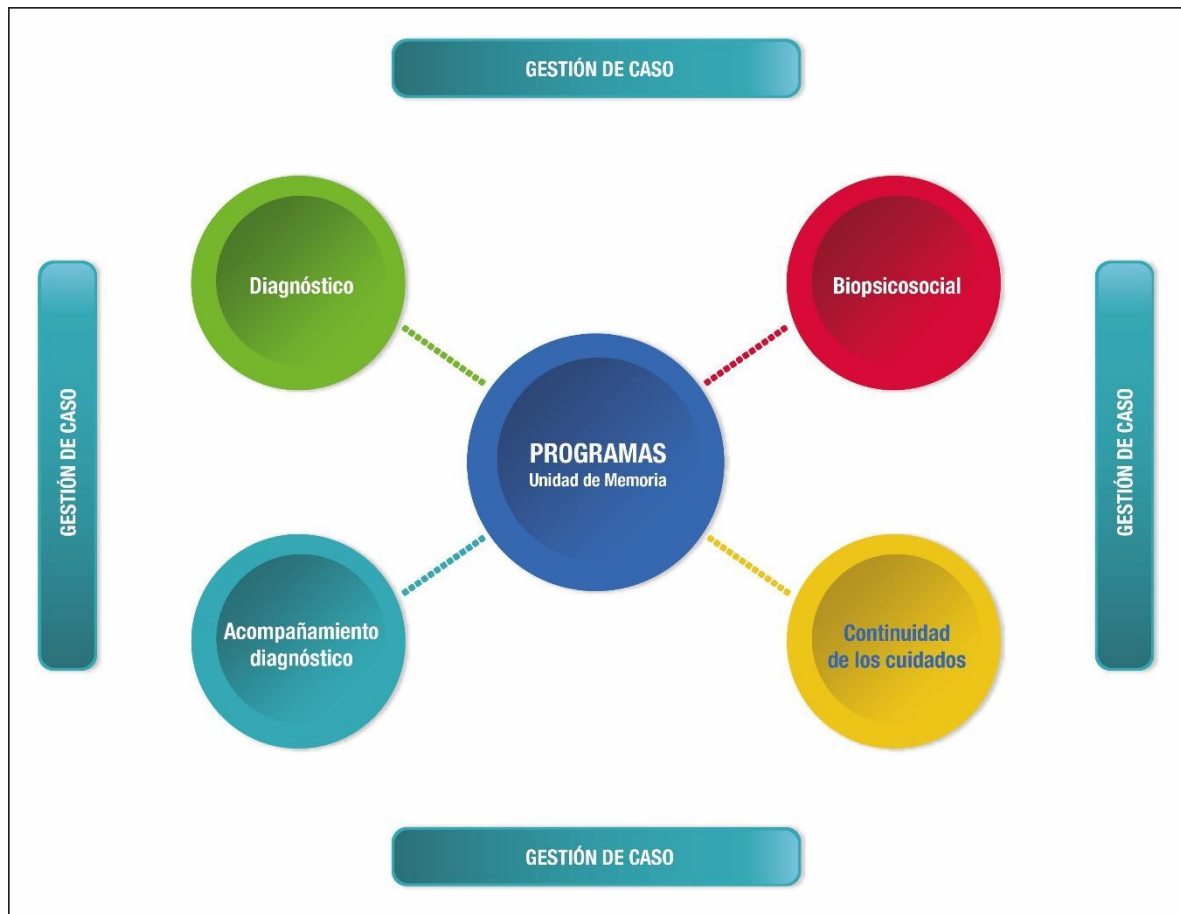 GESTIÓN DE CASO
Diagnóstico
Biopsicosocial
GESTIÓN DE CASO
GESTIÓN DE CASO
PROGRAMAS
Unidad de Memoria
Acompañamiento
diagnóstico
Continuidad
de los cuidados
GESTIÓN DE CASO